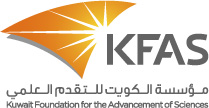 KFAS
مؤسسة الكويت للتقدم العلمي
Kuwait Foundation for the Advancement of Sciences